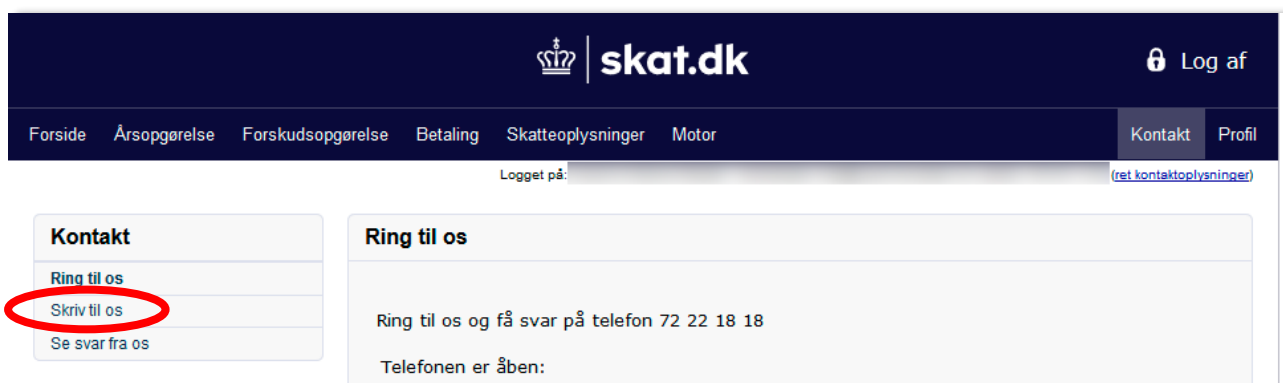 skat.dk
Log af
Forside Årsopgørelse Forskudsopgørelse Betaling Skatteoplysninger Motor Kontakt Profil
Logget på: (ret kontaktoplysninger)
Kontakt
Ring til os
Skriv til os
Se svar fra os
Ring til os
Ring til os og få svar på telefon 72 22 18 18
Telefonen er åben: